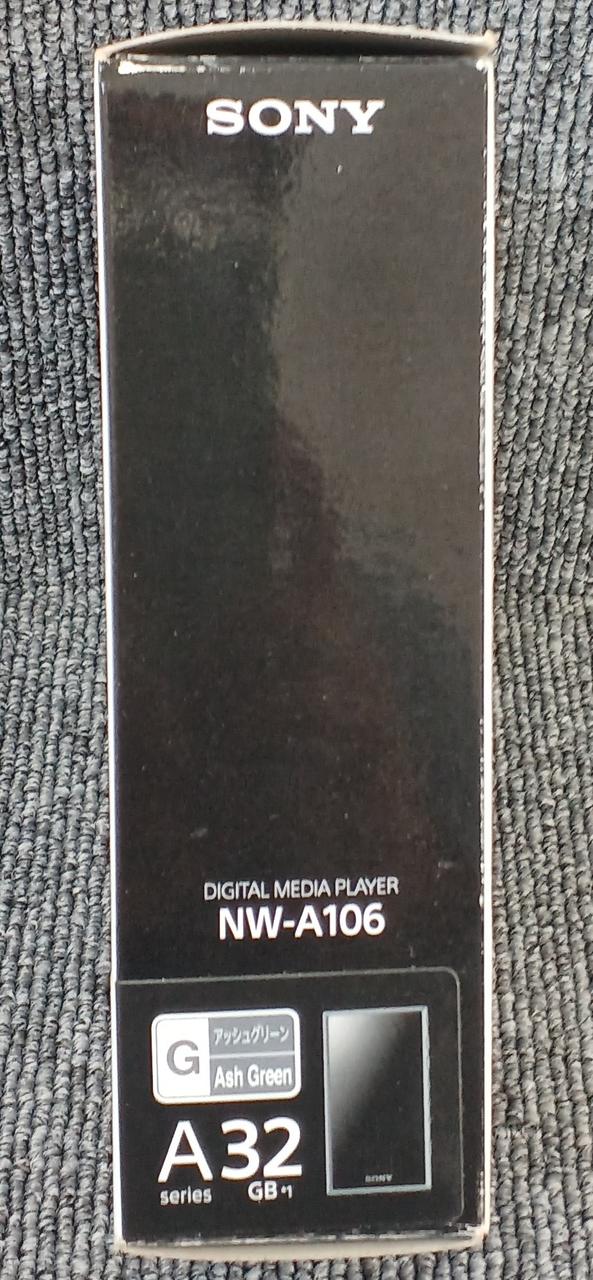 SONY
DIGITAL MEDIA PLAYER
NW-A106
G
アッシュグリーン
Ash Green
A 32
series GB *1
SONY